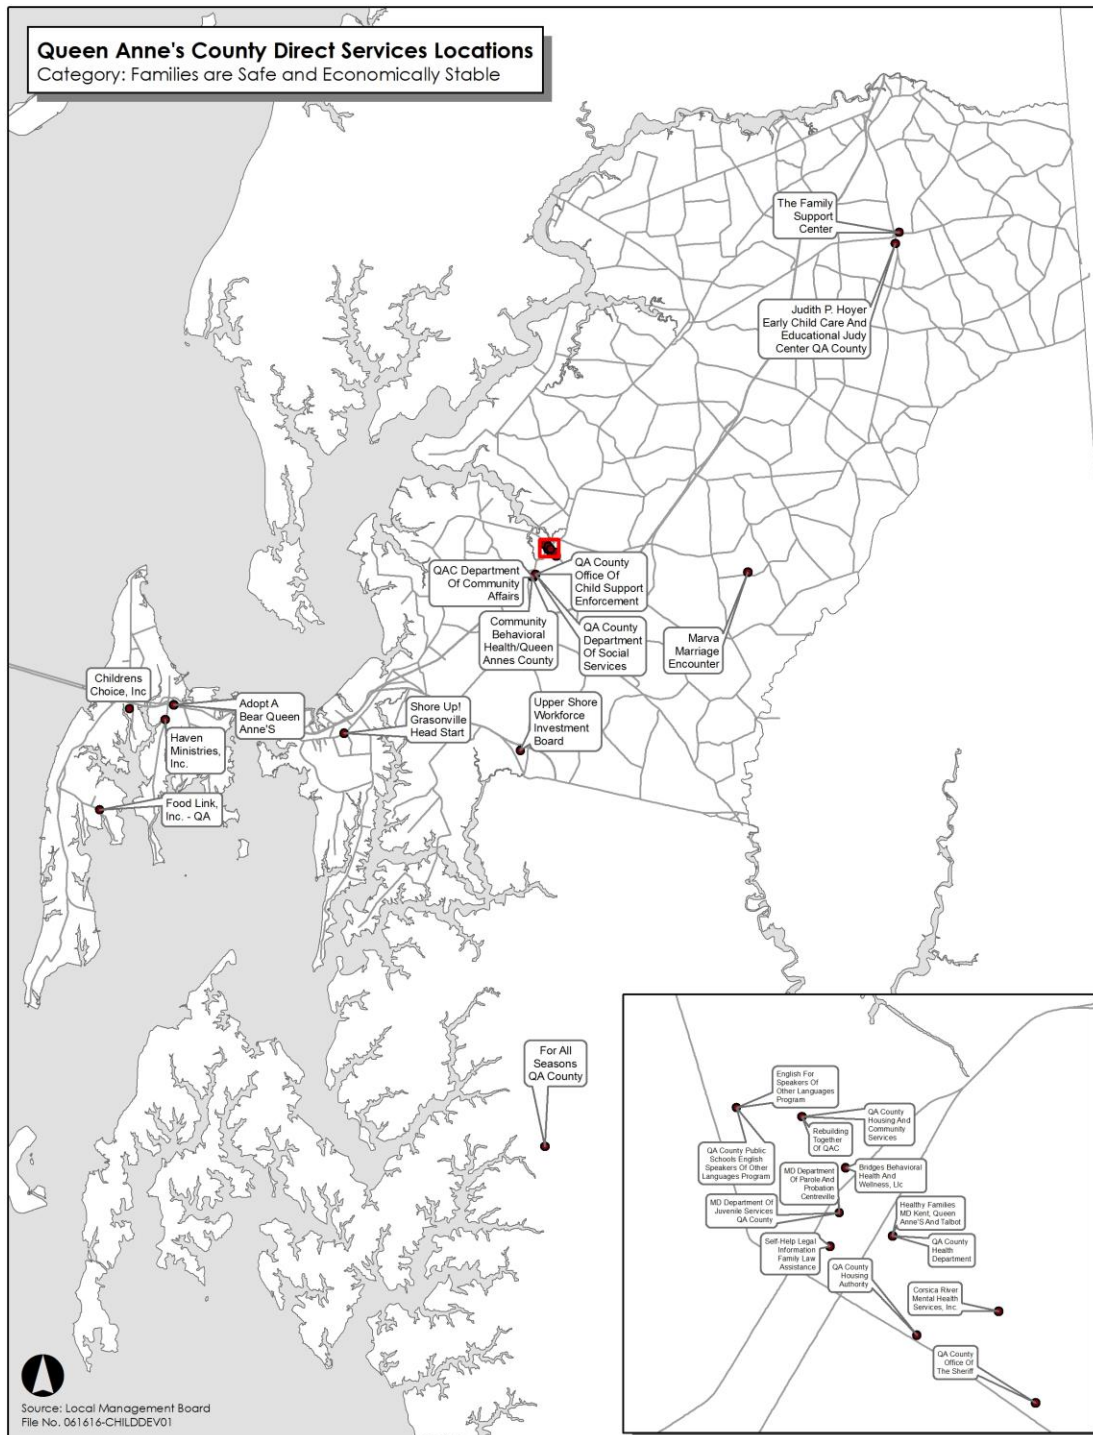 Queen Anne's County Direct Services Locations
Category: Families are Safe and Economically Stable
The Family
Support
Center
Judith P. Hoyer
Early Child Care And
Educational Judy
Center QA County
QAC Department
Of Community
Affairs
QA County
Office Of
Child Support
Enforcement
Community
Behavioral
Health/Queen
Annes County
QA County
Department
Of Social
Services
Marva
Marriage
Encounter
Childrens
Choice, Inc
Adopt A
Bear Queen
Anne'S
Haven
Ministries,
Inc.
Shore Up!
Grasonville
Head Start
Upper Shore
Workforce
Investment
Board
Food Link,
Inc. - QA
For All
Seasons
QA County
English For
Speakers Of
Other Languages
Program
QA County
Housing And
Community
Services
Rebuilding
Together
Of QAC
QA County Public
Schools English
Speakers Of Other
Languages Program
MD Department
Of Parole And
Probation
Centreville
Bridges Behavioral
Health And
Wellness, Llc
MD Department Of
Juvenile Services
QA County
Healthy Families
MD Kent, Queen
Anne'S And Talbot
Self-Help Legal
Information
Family Law
Assistance
QA County
Health
Department
QA County
Housing
Authority
Corsica River
Mental Health
Services, Inc.
QA County
Office Of
The Sheriff
Source: Local Management Board
File No. 061616-CHILDDEV01